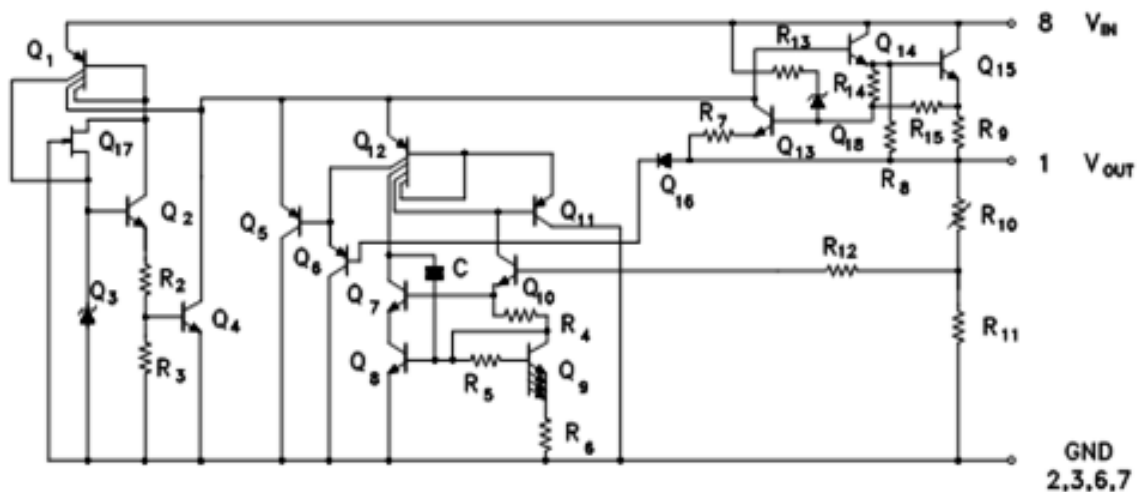 8 VIN
R13
Q14
Q1
Q15
R14
R7
Q17
Q12
R15
R9
Q18
Q13
1 VOUT
R8
Q16
Q2
Q5
Q11
R10
Q6
R12
C
R2
Q3
Q7
Q10
Q4
R4
R11
R3
Q8
R5
Q9
R6
GND
2,3,6,7